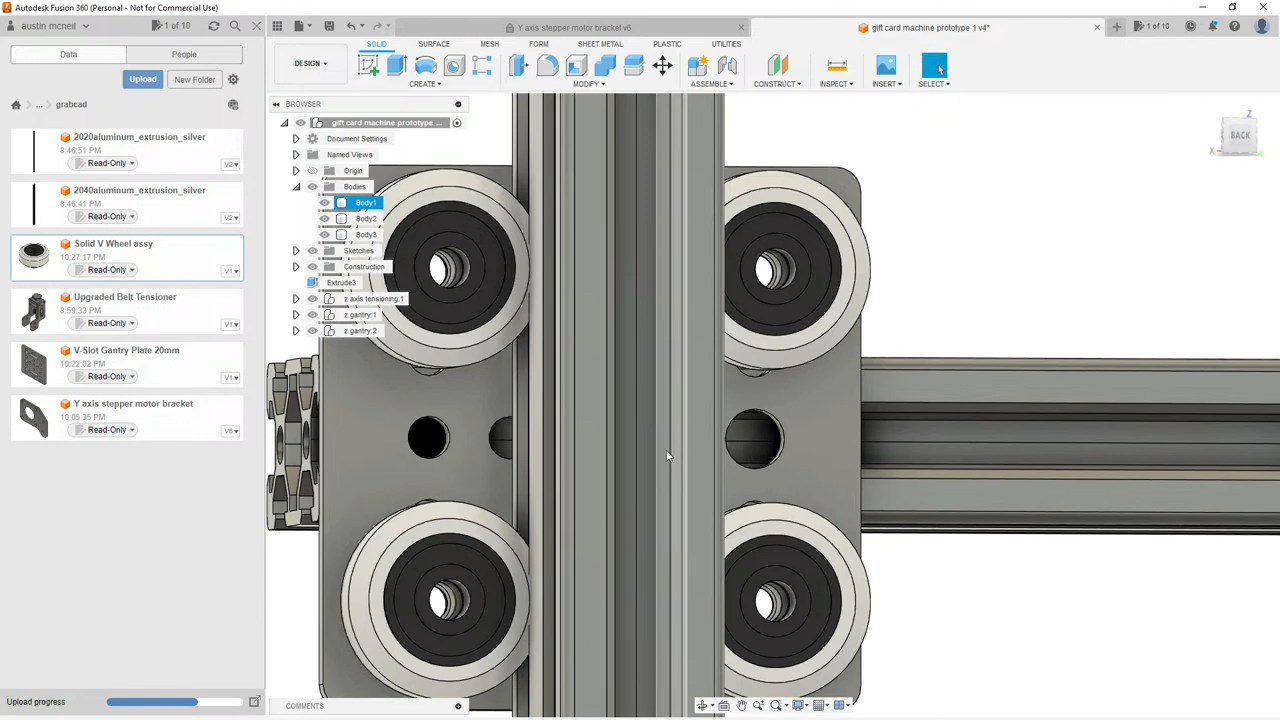 Autodesk Fusion 360 (Personal - Not for Commercial Use)
austin mcneil
1 of 10
Y axis stepper motor bracket v6
gift card machine prototype 1 v4*
1 of 10
Data
People
Upload
New Folder
... grabcad
2020aluminum_extrusion_silver
8:46:51 PM
Read-Only
V2
2040aluminum_extrusion_silver
8:46:41 PM
Read-Only
V2
Solid V Wheel assy
10:27:17 PM
Read-Only
V1
Upgraded Belt Tensioner
8:59:33 PM
Read-Only
V1
V-Slot Gantry Plate 20mm
10:22:02 PM
Read-Only
V1
Y axis stepper motor bracket
10:05:35 PM
Read-Only
V6
Upload progress
DESIGN
SOLID
SURFACE
MESH
FORM
SHEET METAL
PLASTIC
UTILITIES
CREATE
MODIFY
ASSEMBLE
CONSTRUCT
INSPECT
INSERT
SELECT
BROWSER
gift card machine prototype ...
Document Settings
Named Views
Origin
Bodies
Body1
Body2
Body3
Sketches
Construction
Extrude3
z axis tensioning:1
z gantry:1
z gantry:2
Z
BACK
X
COMMENTS